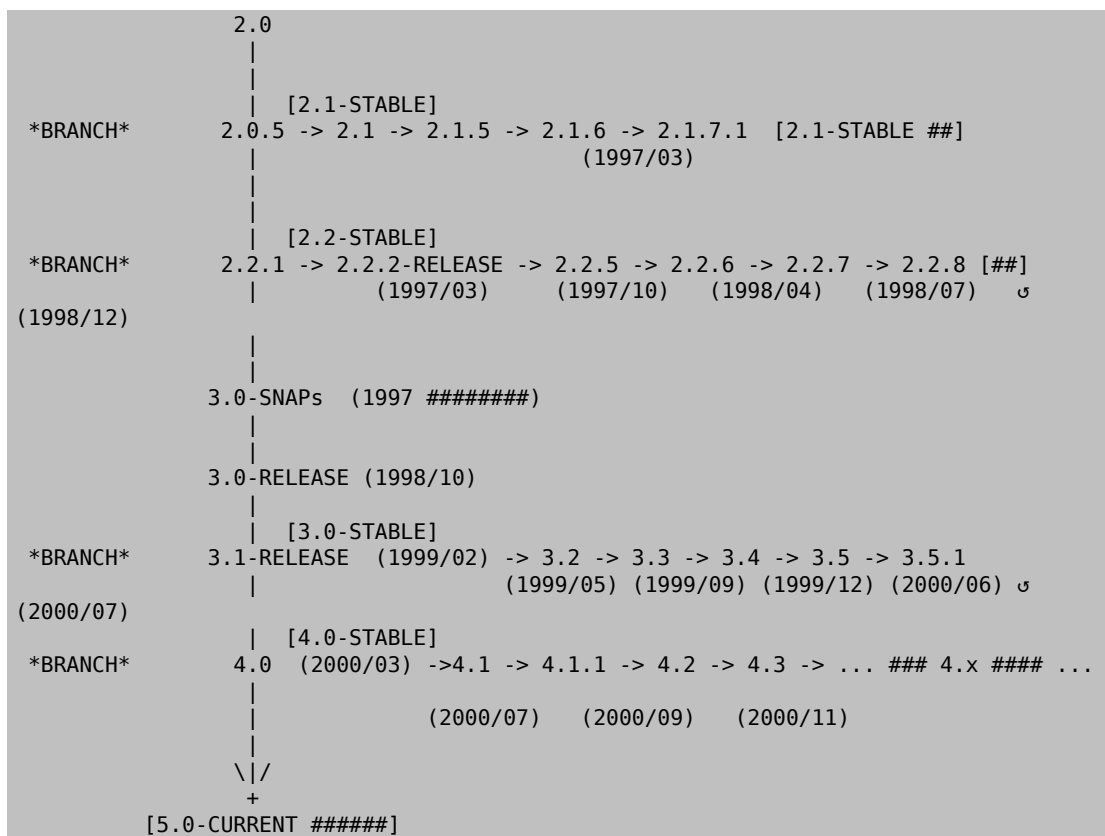 2.0
|
|
| [2.1-STABLE]
*BRANCH* 2.0.5 -> 2.1 -> 2.1.5 -> 2.1.6 -> 2.1.7.1 [2.1-STABLE ##]
| (1997/03)
|
|
| [2.2-STABLE]
*BRANCH* 2.2.1 -> 2.2.2-RELEASE -> 2.2.5 -> 2.2.6 -> 2.2.7 -> 2.2.8 [##]
| (1997/03) (1997/10) (1998/04) (1998/07) ↺
(1998/12)
|
|
3.0-SNAPs (1997 ########)
|
|
3.0-RELEASE (1998/10)
|
| [3.0-STABLE]
*BRANCH* 3.1-RELEASE (1999/02) -> 3.2 -> 3.3 -> 3.4 -> 3.5 -> 3.5.1
| (1999/05) (1999/09) (1999/12) (2000/06) ↺
(2000/07)
| [4.0-STABLE]
*BRANCH* 4.0 (2000/03) ->4.1 -> 4.1.1 -> 4.2 -> 4.3 -> ... ### 4.x #### ...
|
| (2000/07) (2000/09) (2000/11)
|
\|/
+
[5.0-CURRENT ######]